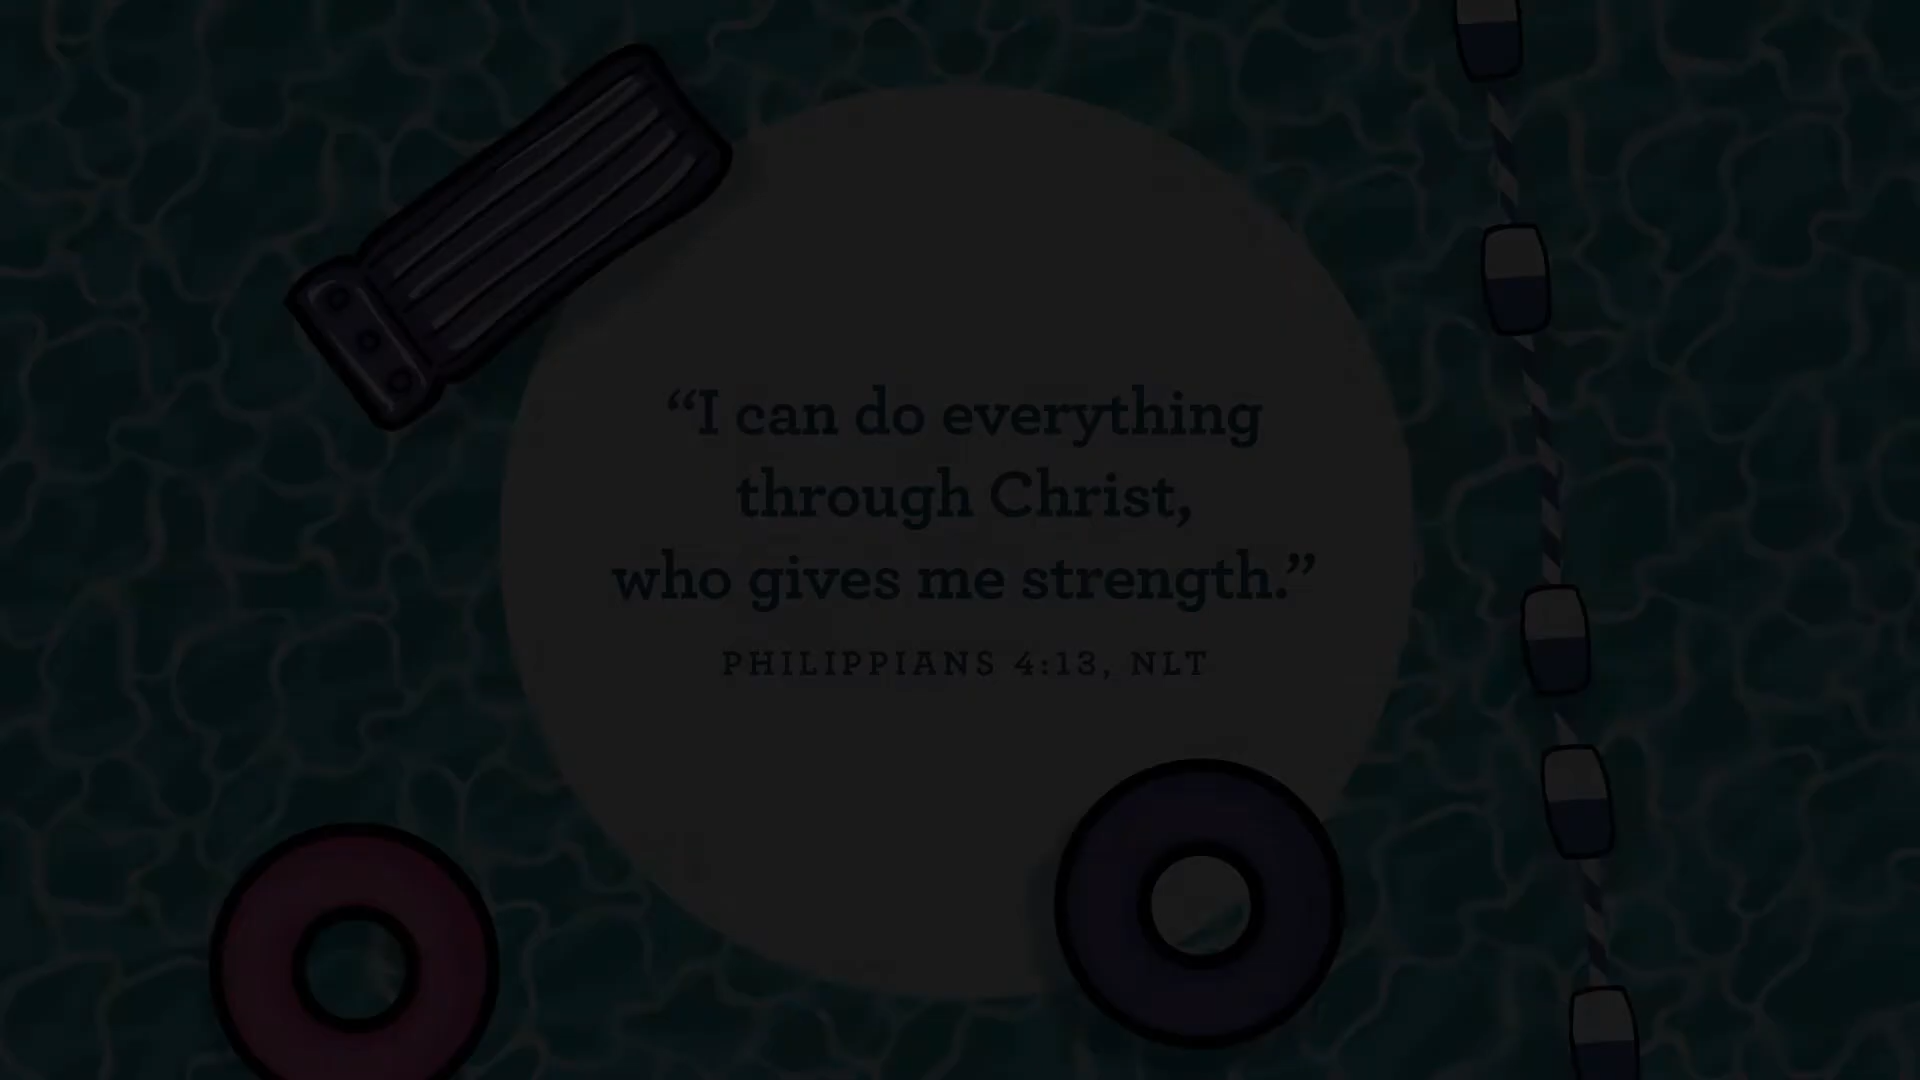 “I can do everything
through Christ,
who gives me strength.”
PHILIPPIANS 4:13, NLT